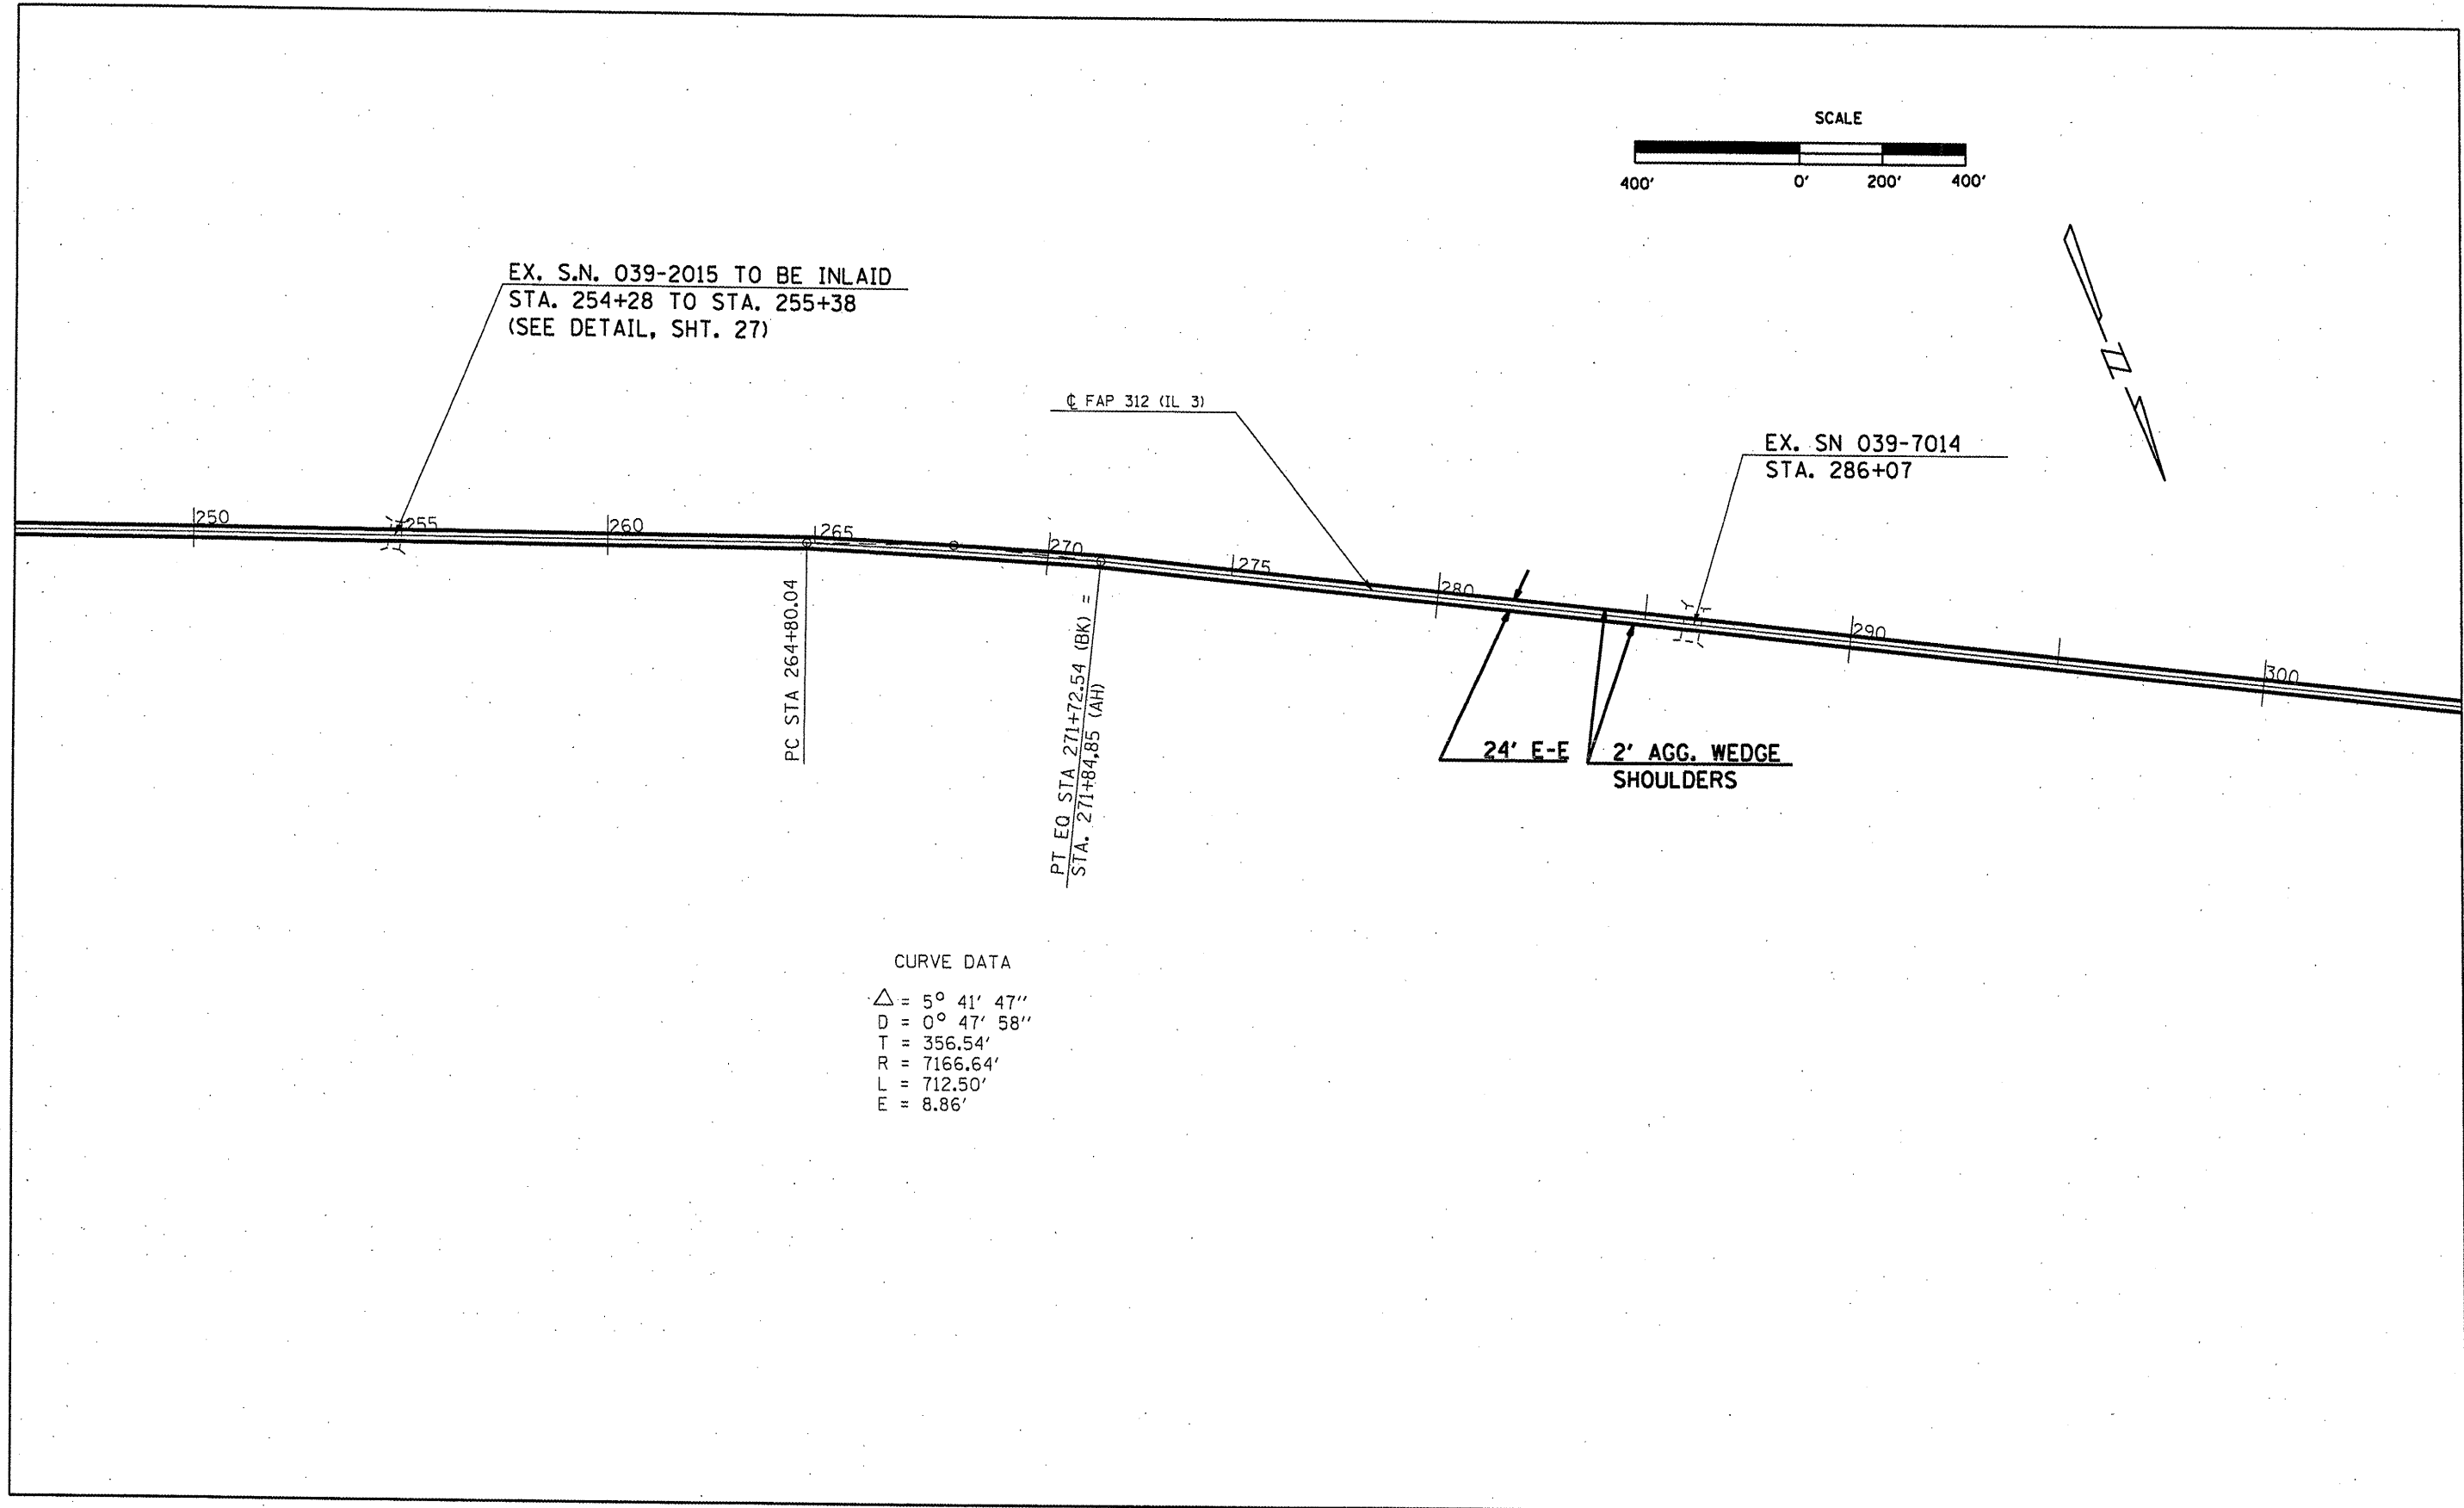 SCALE
400' 0' 200' 400'
EX. S.N. 039-2015 TO BE INLAID
STA. 254+28 TO STA. 255+38
(SEE DETAIL, SHT. 27)
℄ FAP 312 (IL 3)
EX. SN 039-7014
STA. 286+07
N
250
255
260
265
270
275
280
290
300
PC STA 264+80.04
PT EQ STA 271+72.54 (BK) =
STA. 271+84.85 (AH)
24' E-E
2' AGG. WEDGE
SHOULDERS
CURVE DATA
△ = 5° 41' 47"
D = 0° 47' 58"
T = 356.54'
R = 7166.64'
L = 712.50'
E = 8.86'